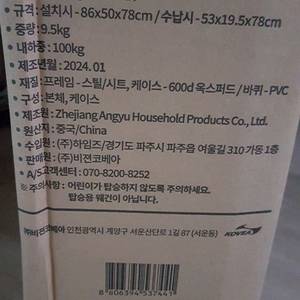 • 규격: 설치시 - 86x50x78cm / 수납시 - 53x19.5x78cm
• 중량: 9.5kg
• 내하중: 100kg
• 제조년월: 2024. 01
• 재질: 프레임 - 스틸/시트, 케이스 - 600d 옥스퍼드 / 바퀴 - PVC
• 구성: 본체, 케이스
• 제조원: Zhejiang Angyu Household Products Co., Ltd.
• 원산지: 중국/China
• 수입원: (주)하임즈/경기도 파주시 파주읍 여울길 310 가동 1층
• 판매원: (주)비젼코베아
• A/S고객센터: 070-8200-8252
※ 주의사항: 어린이가 탑승하지 않도록 주의하세요.
탑승용 웨건이 아닙니다.
(주)비젼코베아 인천광역시 계양구 서운산단로 1길 87 (서운동)
KOVEA
8 606394 537441